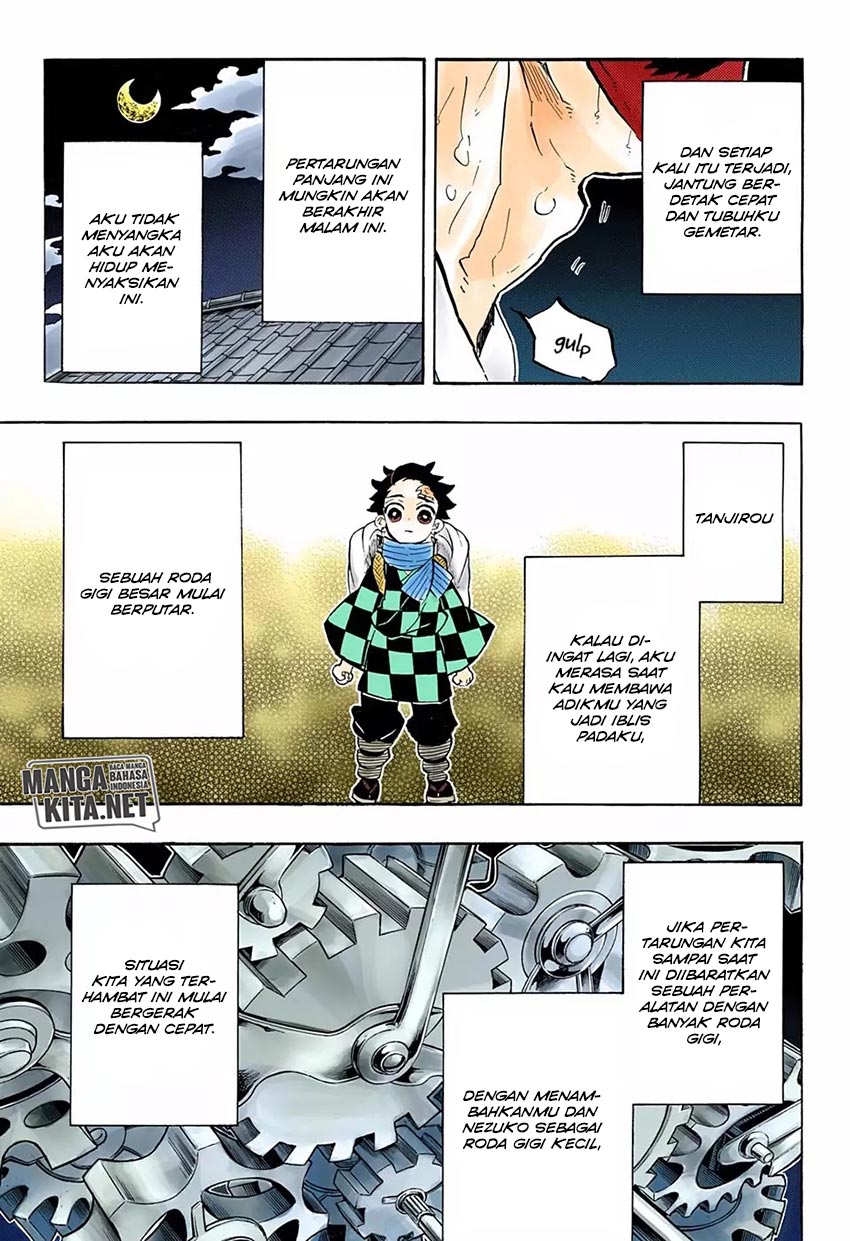 DAN SETIAP
KALI ITU TERJADI,
JANTUNG BER-
DETAK CEPAT
DAN TUBUHKU
GEMETAR.
gulp
PERTARUNGAN
PANJANG INI
MUNGKIN AKAN
BERAKHIR
MALAM INI.
AKU TIDAK
MENYANGKA
AKU AKAN
HIDUP ME-
NYAKSIKAN
INI.
TANJIROU
KALAU DI-
INGAT LAGI, AKU
MERASA SAAT
KAU MEMBAWA
ADIKMU YANG
JADI IBLIS
PADAKU,
SEBUAH RODA
GIGI BESAR MULAI
BERPUTAR.
MANGA
BACA MANGA
BAHASA
INDONESIA
KITA.NET
JIKA PER-
TARUNGAN KITA
SAMPAI SAAT
INI DIIBARATKAN
SEBUAH PER-
ALATAN DENGAN
BANYAK RODA
GIGI,
DENGAN MENAM-
BAHKANMU DAN
NEZUKO SEBAGAI
RODA GIGI KECIL,
SITUASI
KITA YANG TER-
HAMBAT INI MULAI
BERGERAK
DENGAN CEPAT.